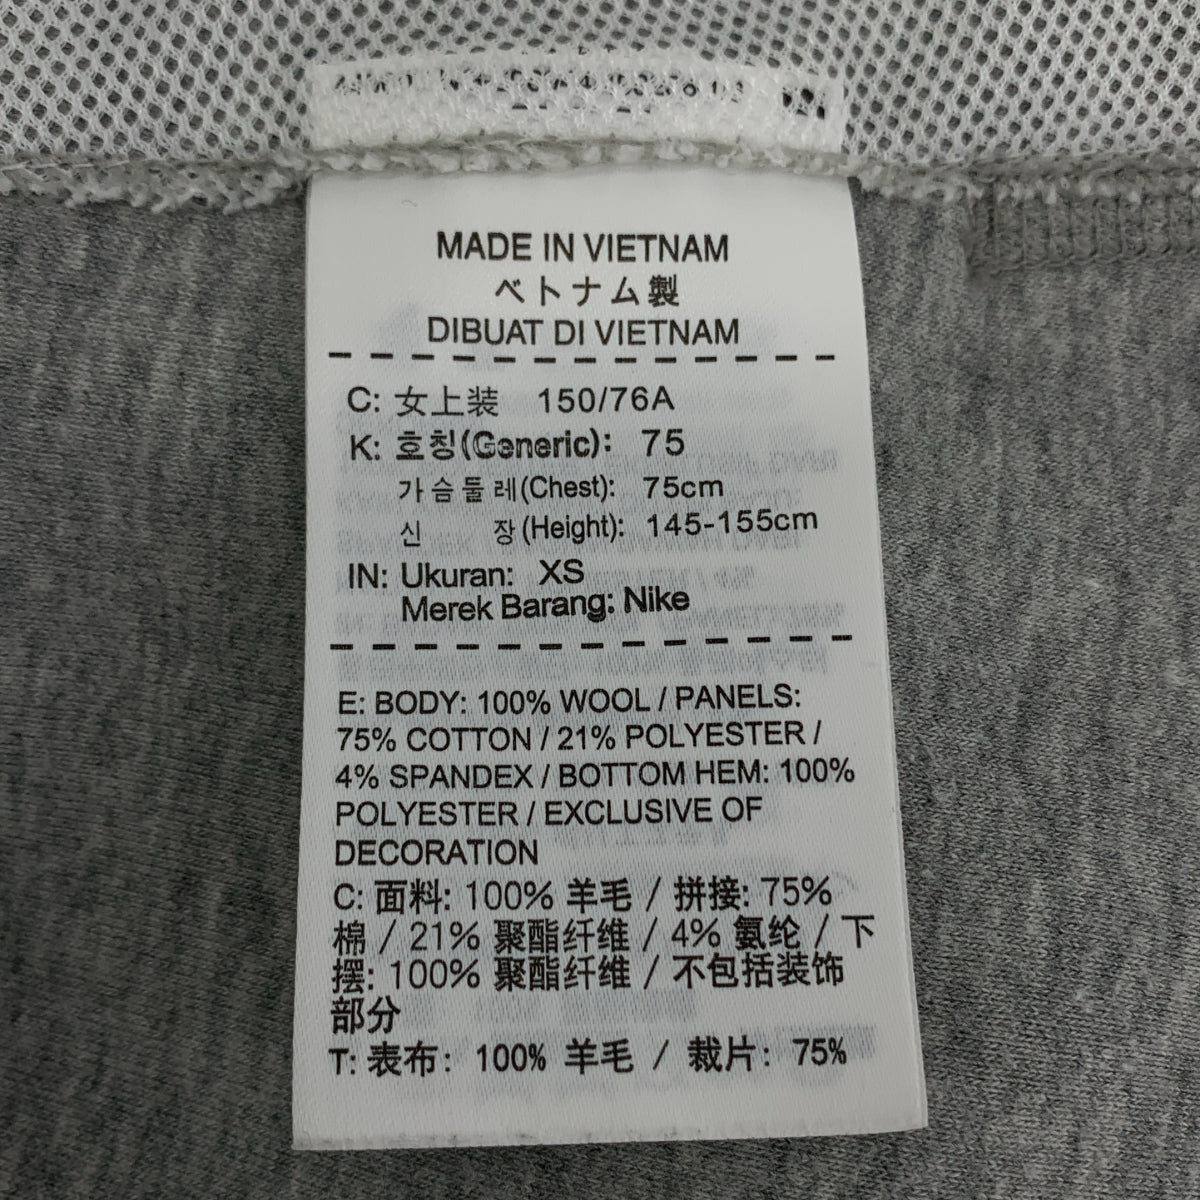 MADE IN VIETNAM
ベトナム製
DIBUAT DI VIETNAM
C: 女上装 150/76A
K: 호칭(Generic): 75
가슴둘레(Chest): 75cm
신 장(Height): 145-155cm
IN: Ukuran: XS
Merek Barang: Nike
E: BODY: 100% WOOL / PANELS:
75% COTTON / 21% POLYESTER /
4% SPANDEX / BOTTOM HEM: 100%
POLYESTER / EXCLUSIVE OF
DECORATION
C: 面料: 100% 羊毛 / 拼接: 75%
棉 / 21% 聚酯纤维 / 4% 氨纶 / 下
摆: 100% 聚酯纤维 / 不包括装饰
部分
T: 表布: 100% 羊毛 / 裁片: 75%